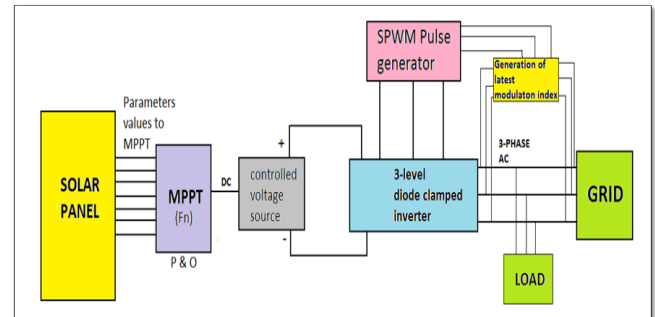 SPWM Pulse
generator
Generation of
latest
modulaton index
Parameters
values to
MPPT
SOLAR
PANEL
MPPT
(Fn)
P & O
DC
+
controlled
voltage
source
-
3-level
diode clamped
inverter
3-PHASE
AC
GRID
LOAD